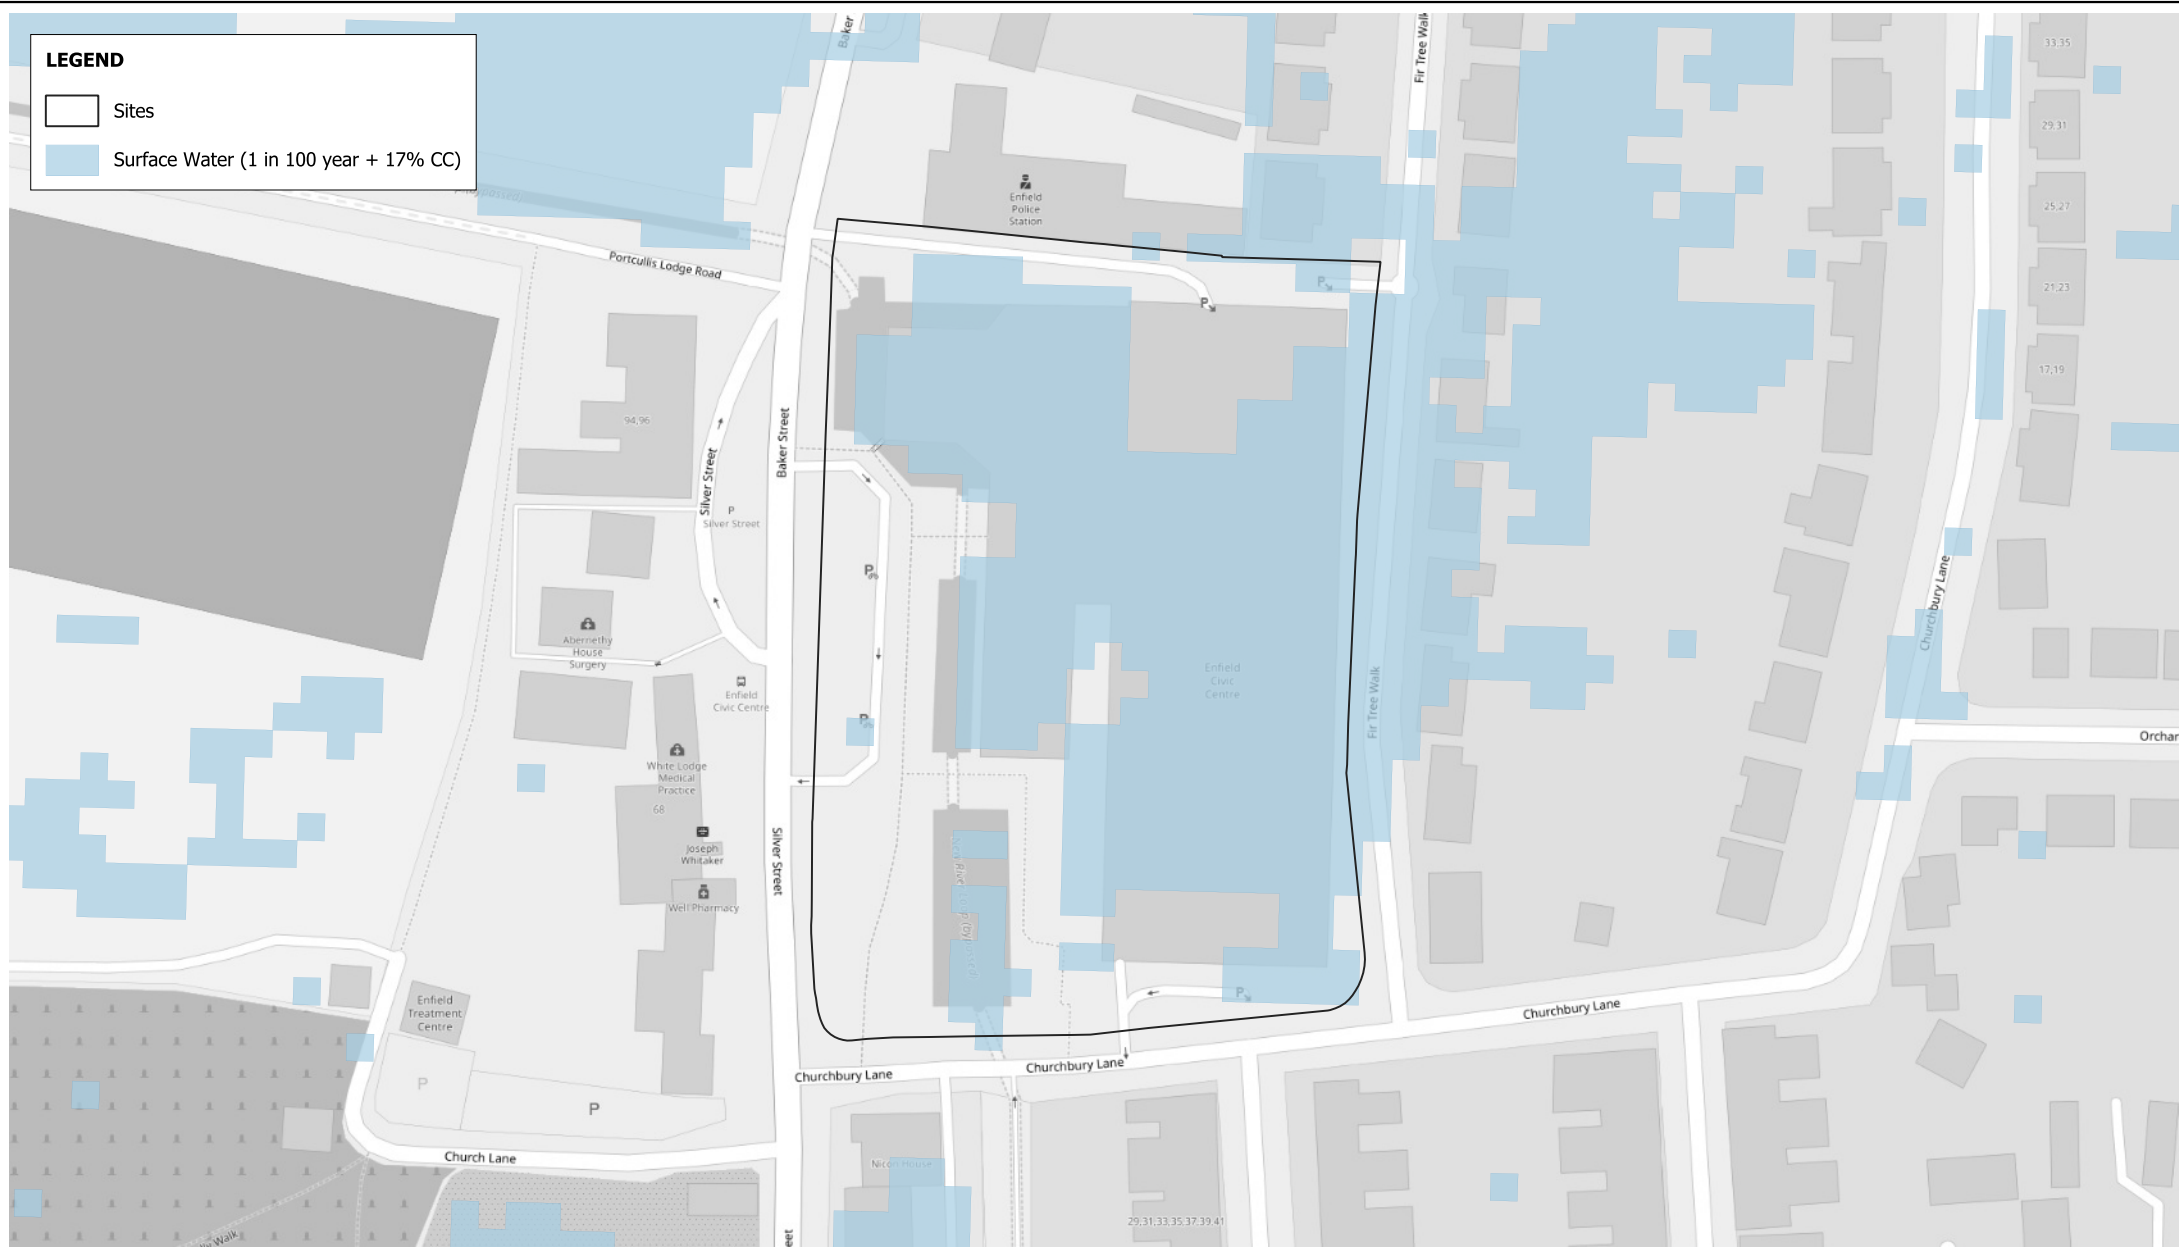 LEGEND
Sites
Surface Water (1 in 100 year + 17% CC)
Baker
Fir Tree Walk
33;35
29;31
25;27
21;23
17;19
Enfield
Police
Station
Portcullis Lodge Road
P
P
94;96
Baker Street
Silver Street
P
Silver Street
P
Abernethy
House
Surgery
Enfield
Civic Centre
P
Enfield
Civic
Centre
Fir Tree Walk
Churchbury Lane
Orchar
White Lodge
Medical
Practice
68
Joseph
Whitaker
Well Pharmacy
Silver Street
Enfield
Treatment
Centre
P
P
P
Churchbury Lane
Churchbury Lane
Churchbury Lane
Church Lane
Nicon House
29;31;33;35;37;39;41
Walk
eet